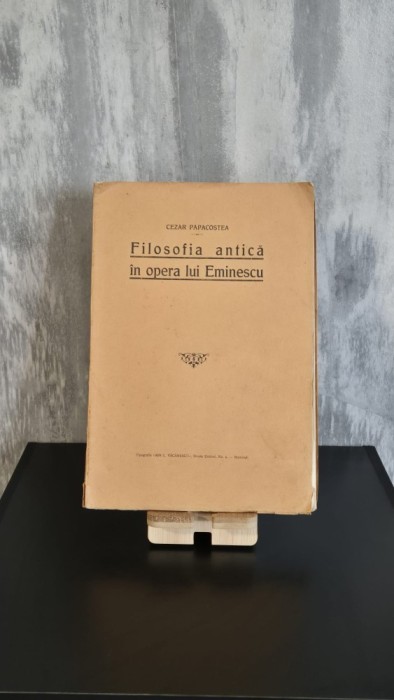 CEZAR PAPACOSTEA
Filosofia antică
în opera lui Eminescu